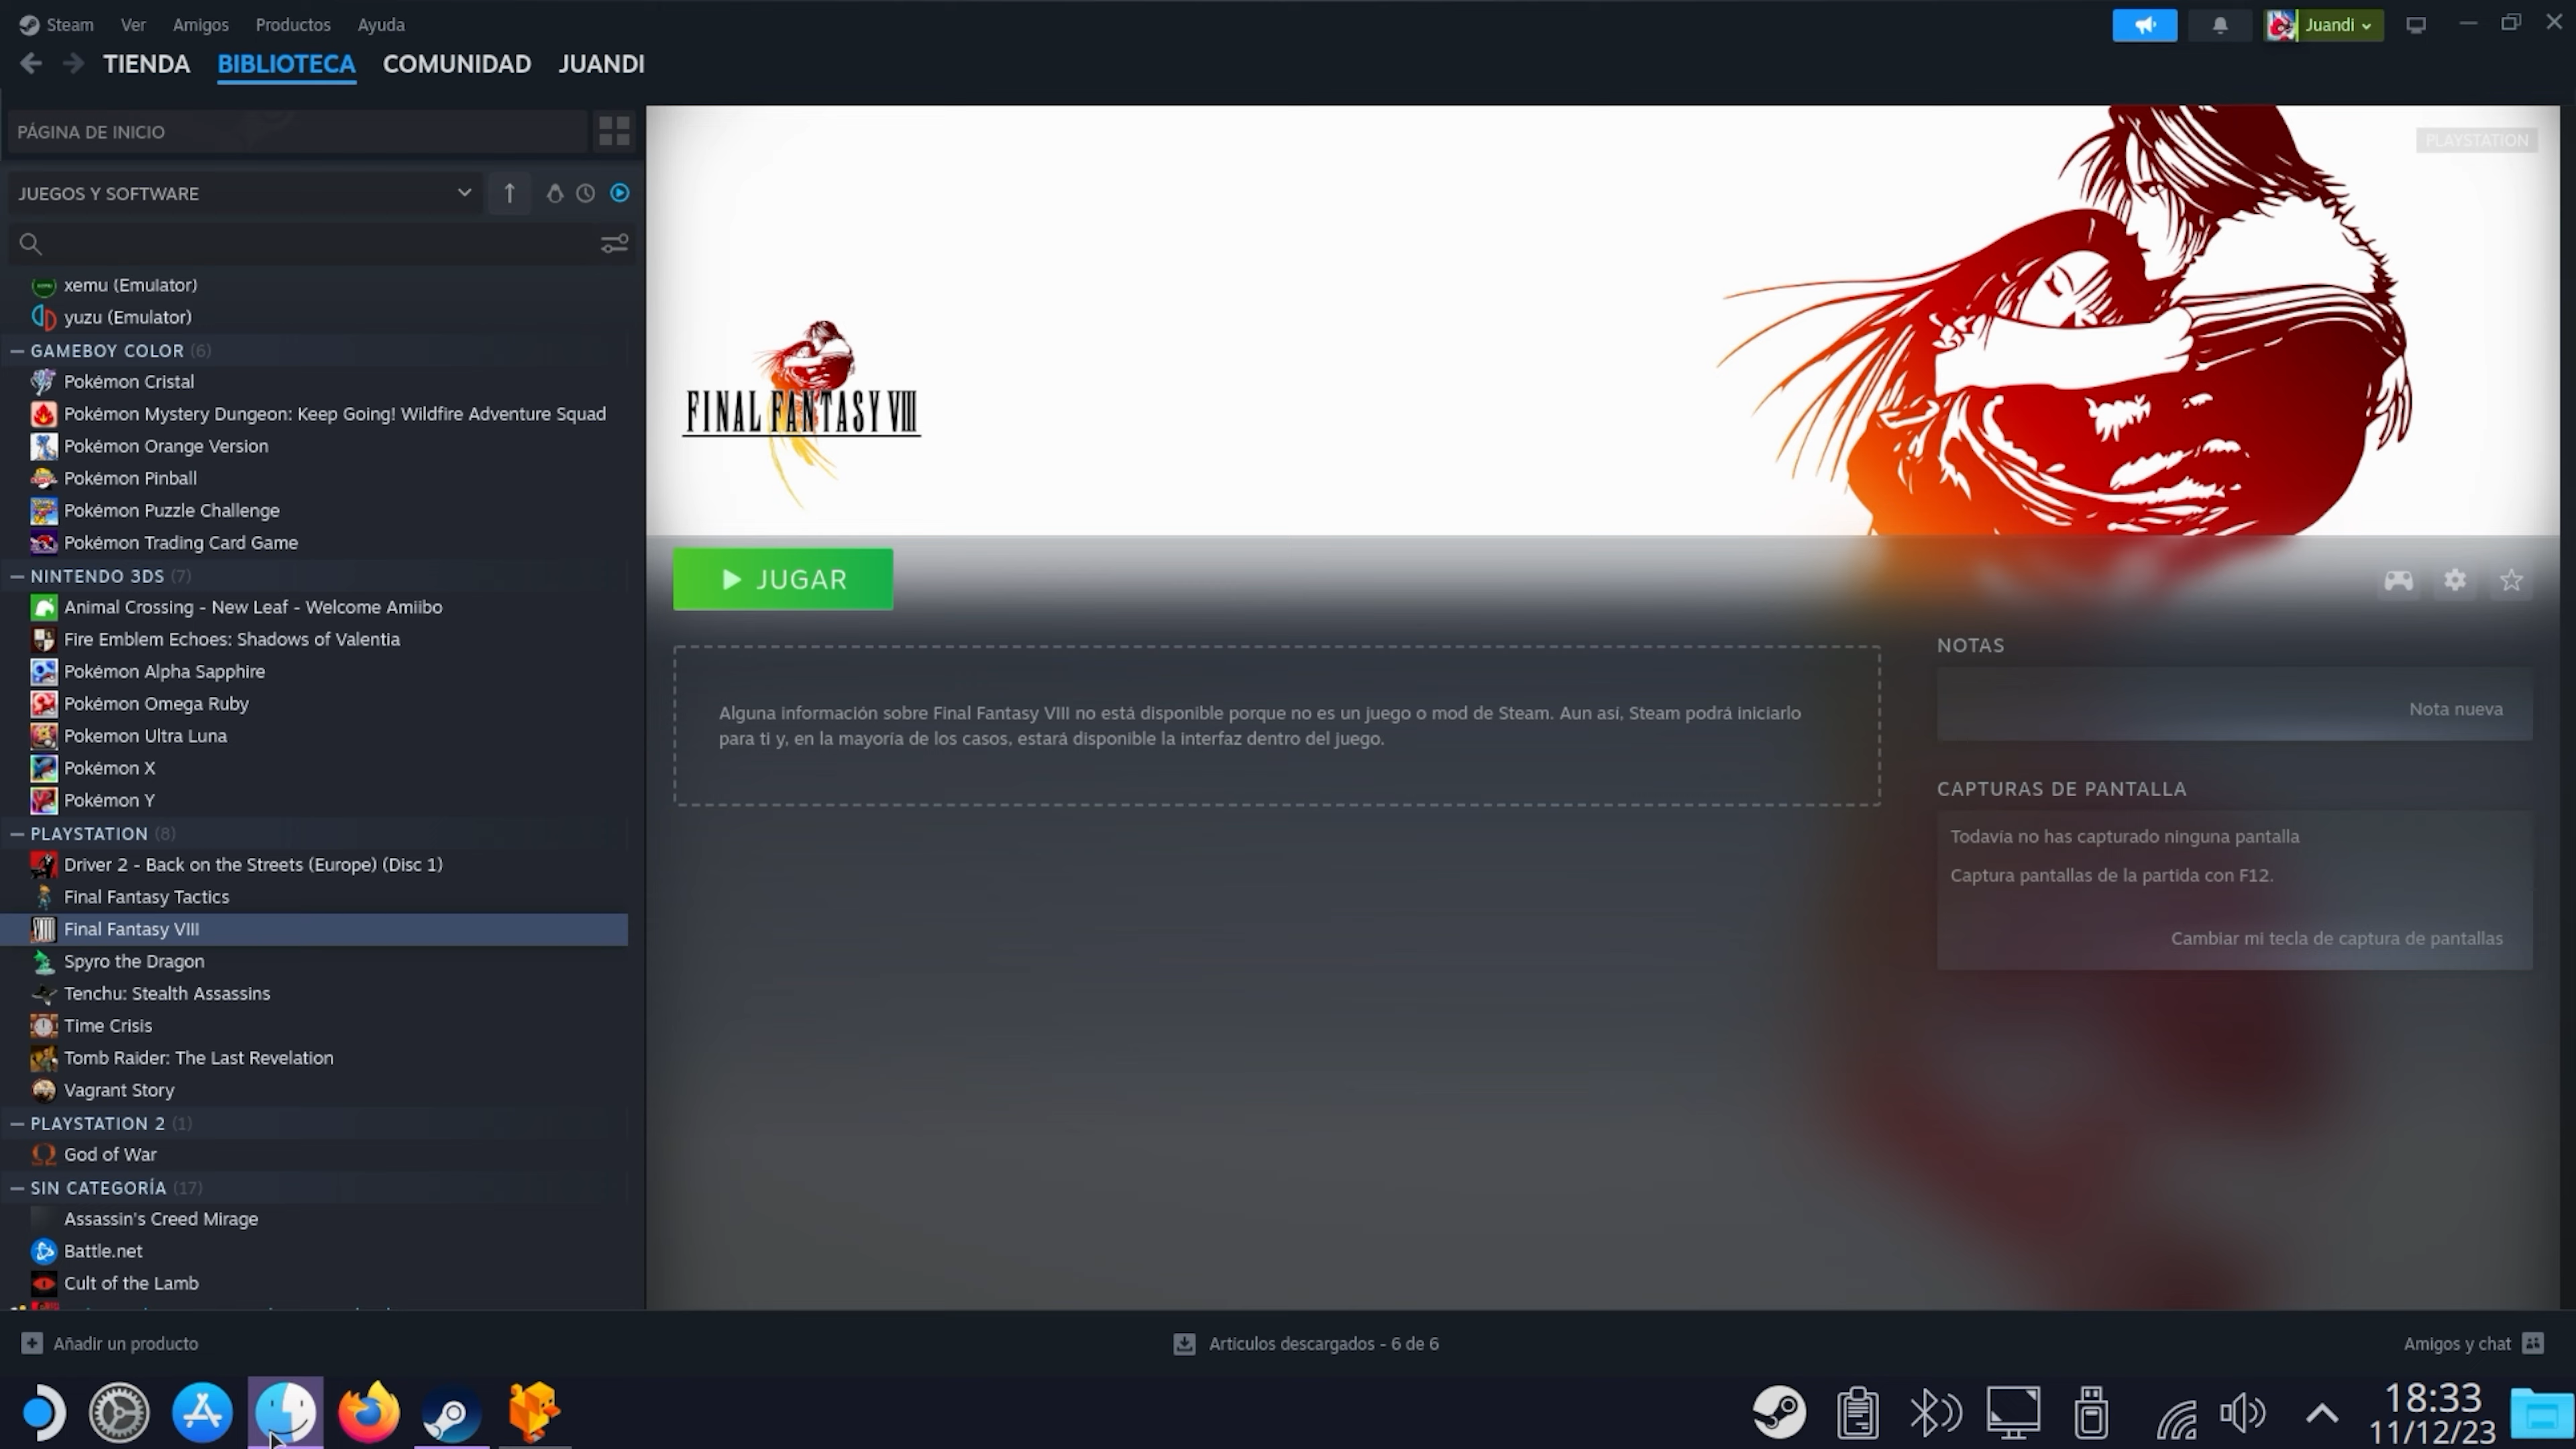 Steam Ver Amigos Productos Ayuda
Juandi
TIENDA BIBLIOTECA COMUNIDAD JUANDI
PÁGINA DE INICIO
JUEGOS Y SOFTWARE
xemu (Emulator)
yuzu (Emulator)
GAMEBOY COLOR (6)
Pokémon Cristal
Pokémon Mystery Dungeon: Keep Going! Wildfire Adventure Squad
Pokémon Orange Version
Pokémon Pinball
Pokémon Puzzle Challenge
Pokémon Trading Card Game
NINTENDO 3DS (7)
Animal Crossing - New Leaf - Welcome Amiibo
Fire Emblem Echoes: Shadows of Valentia
Pokémon Alpha Sapphire
Pokémon Omega Ruby
Pokemon Ultra Luna
Pokémon X
Pokémon Y
PLAYSTATION (8)
Driver 2 - Back on the Streets (Europe) (Disc 1)
Final Fantasy Tactics
Final Fantasy VIII
Spyro the Dragon
Tenchu: Stealth Assassins
Time Crisis
Tomb Raider: The Last Revelation
Vagrant Story
PLAYSTATION 2 (1)
God of War
SIN CATEGORÍA (17)
Assassin's Creed Mirage
Battle.net
Cult of the Lamb
PLAYSTATION
FINAL FANTASY VIII
JUGAR
Alguna información sobre Final Fantasy VIII no está disponible porque no es un juego o mod de Steam. Aun así, Steam podrá iniciarlo
para ti y, en la mayoría de los casos, estará disponible la interfaz dentro del juego.
NOTAS
Nota nueva
CAPTURAS DE PANTALLA
Todavía no has capturado ninguna pantalla
Captura pantallas de la partida con F12.
Cambiar mi tecla de captura de pantallas
Añadir un producto
Artículos descargados - 6 de 6
Amigos y chat
18:33
11/12/23